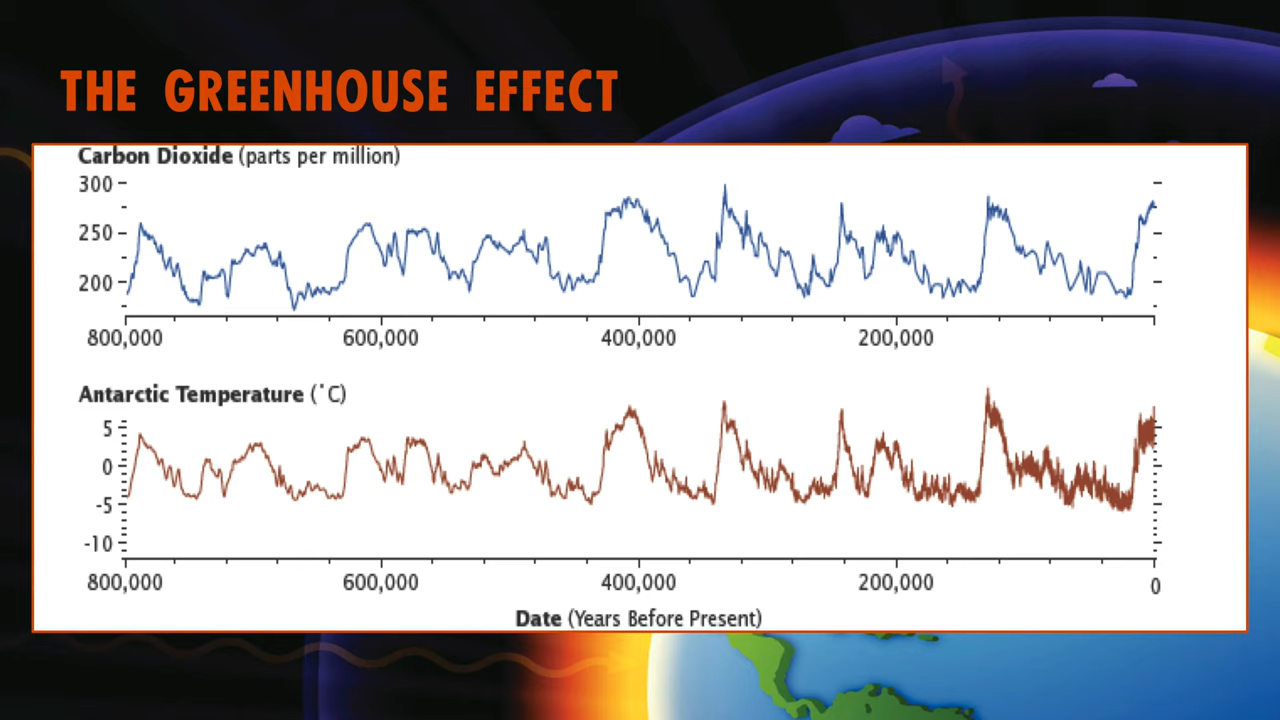 THE GREENHOUSE EFFECT
Carbon Dioxide (parts per million)
300
250
200
800,000 600,000 400,000 200,000
Antarctic Temperature (˚C)
5
0
-5
-10
800,000 600,000 400,000 200,000 0
Date (Years Before Present)